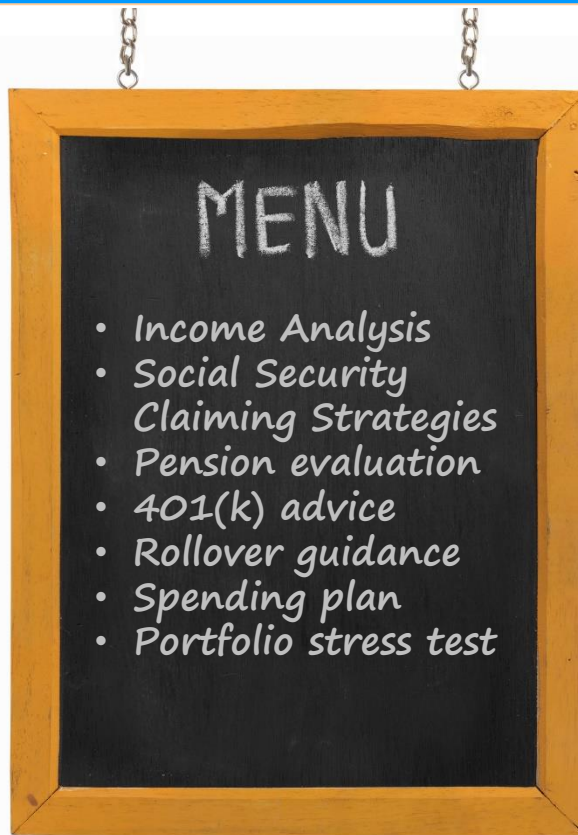 MENU
• Income Analysis
• Social Security
Claiming Strategies
• Pension evaluation
• 401(k) advice
• Rollover guidance
• Spending plan
• Portfolio stress test